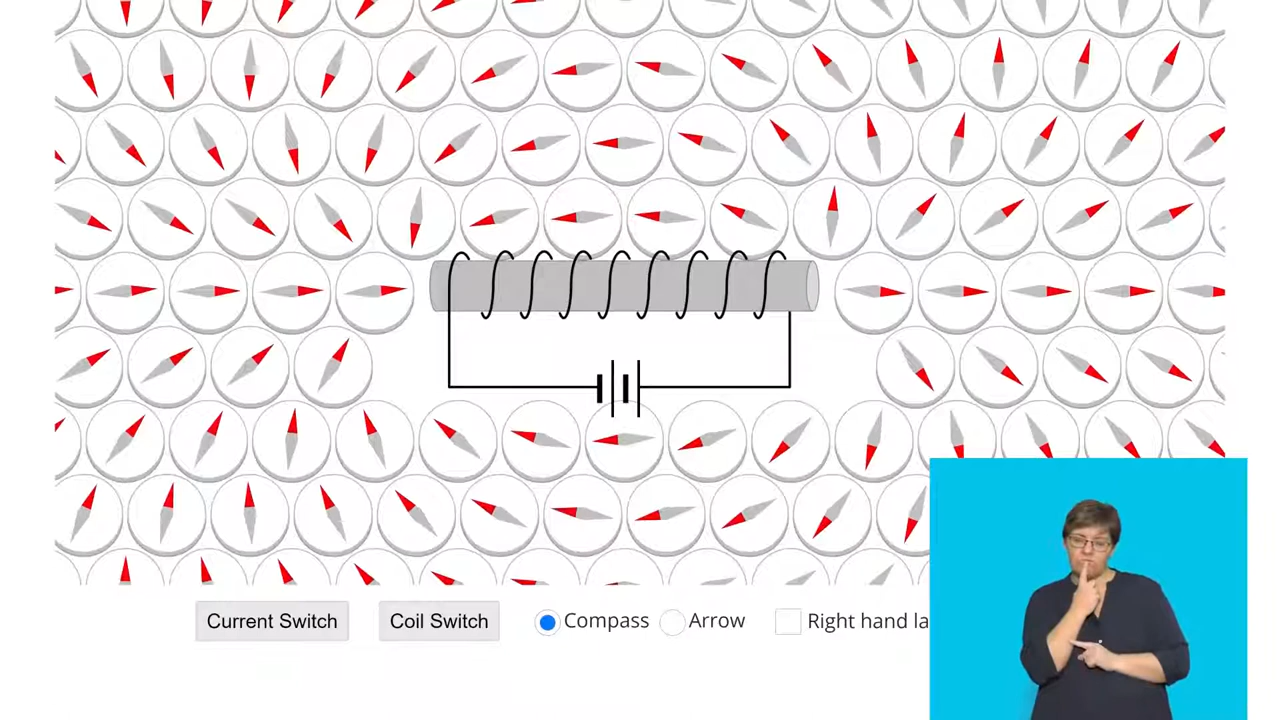 Current Switch
Coil Switch
Compass
Arrow
Right hand la